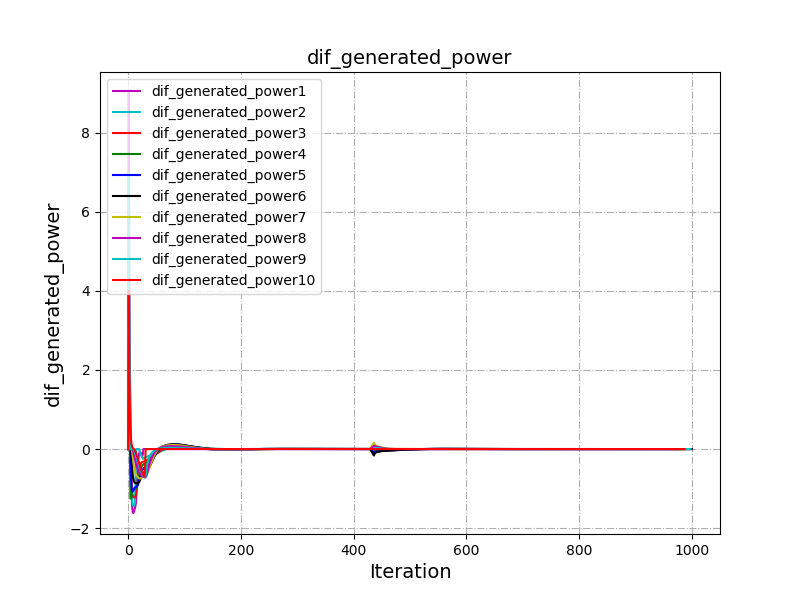 dif_generated_power
dif_generated_power1
dif_generated_power2
dif_generated_power3
dif_generated_power4
dif_generated_power5
dif_generated_power6
dif_generated_power7
dif_generated_power8
dif_generated_power9
dif_generated_power10
dif_generated_power
8
6
4
2
0
−2
0 200 400 600 800 1000
Iteration